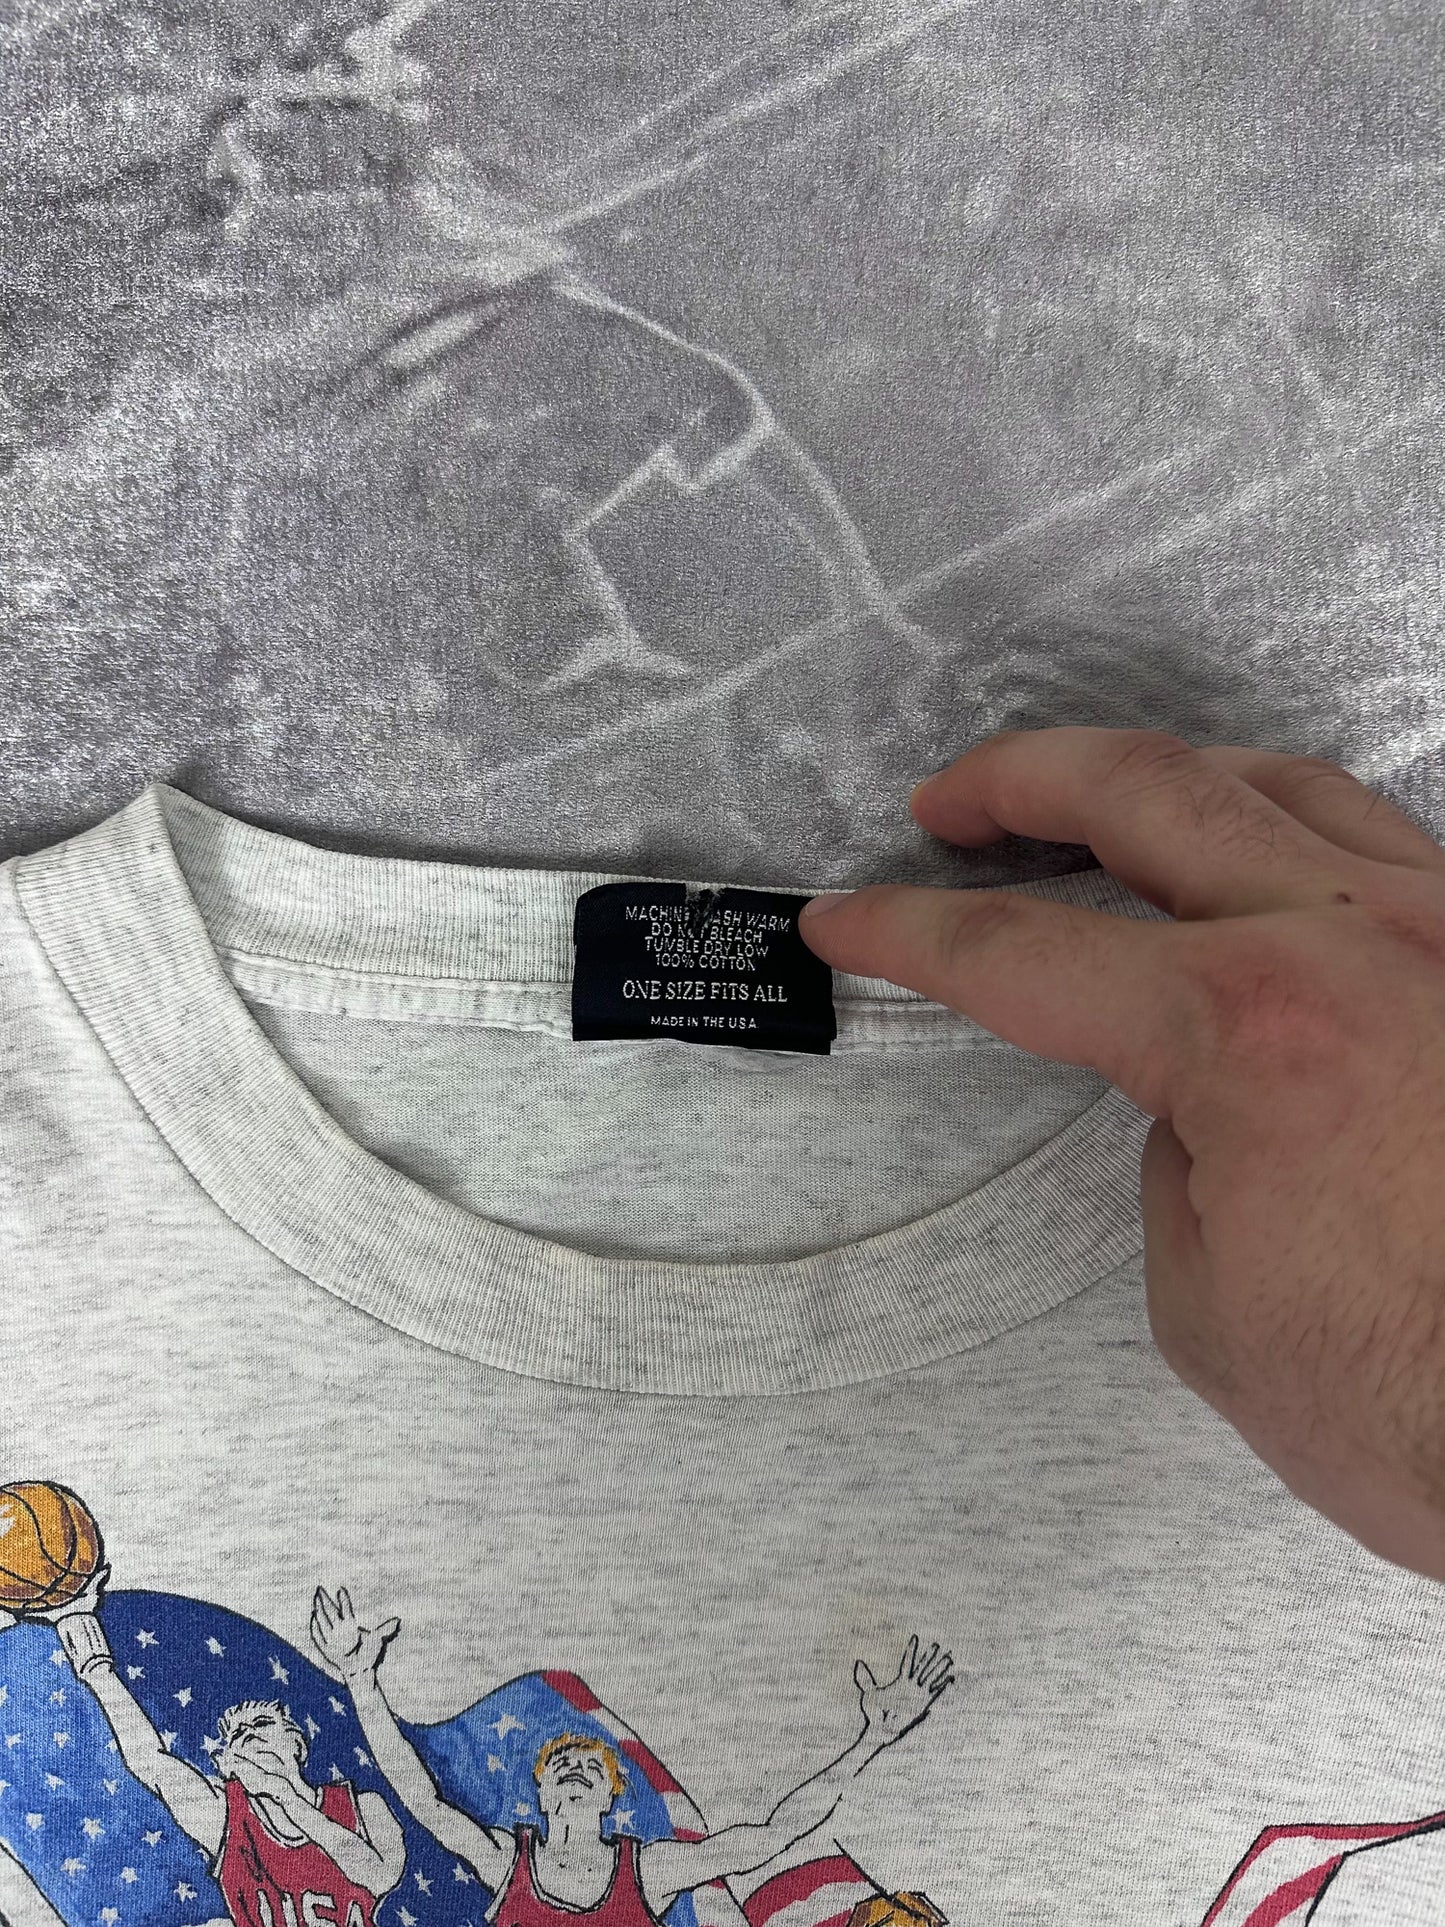 MACHINE WASH WARM
DO NOT BLEACH
TUMBLE DRY LOW
100% COTTON
ONE SIZE FITS ALL
MADE IN THE U.S.A.
USA